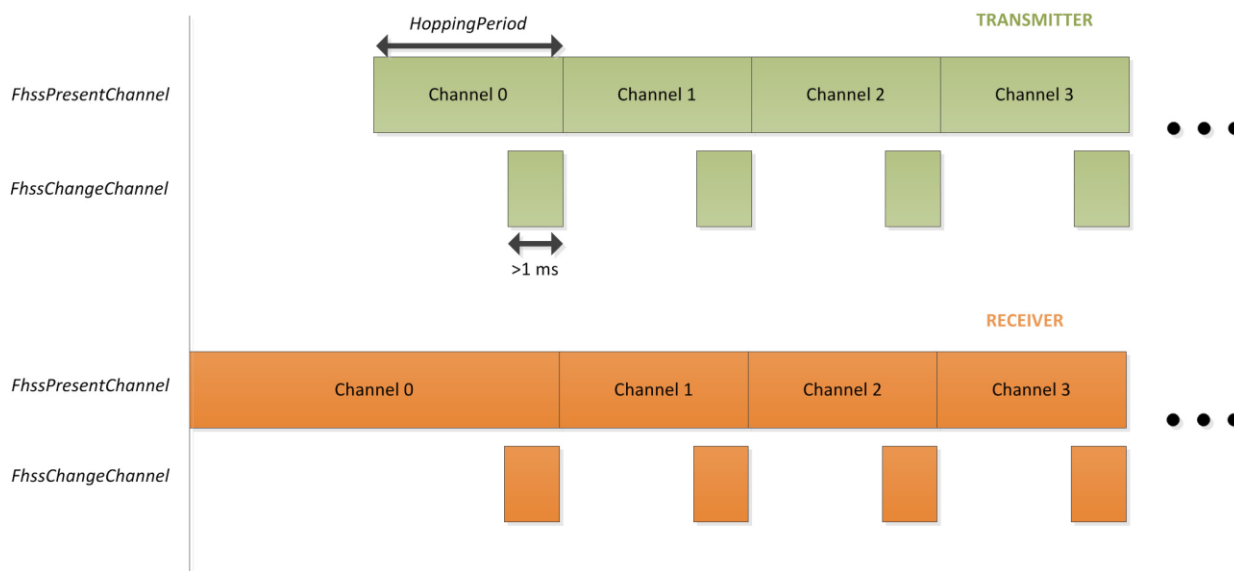 HoppingPeriod
TRANSMITTER
FhssPresentChannel
Channel 0
Channel 1
Channel 2
Channel 3
FhssChangeChannel
>1 ms
RECEIVER
FhssPresentChannel
Channel 0
Channel 1
Channel 2
Channel 3
FhssChangeChannel